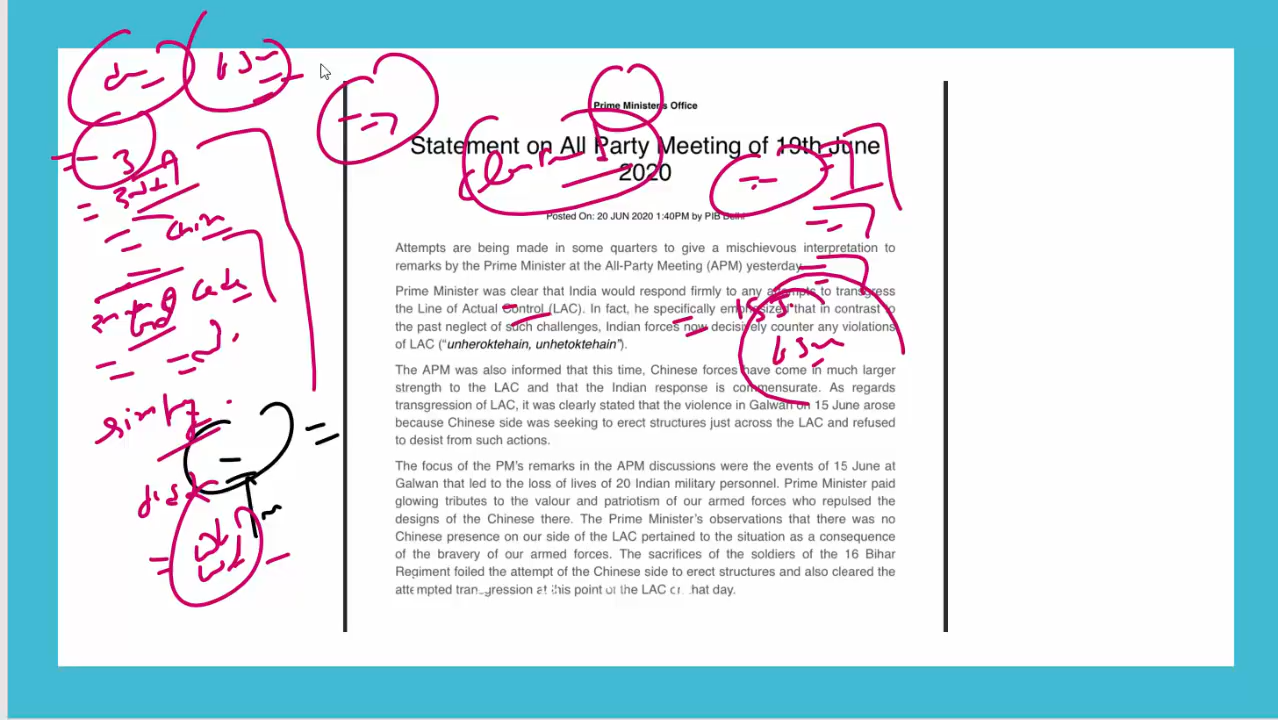 Prime Minister's Office
Statement on All Party Meeting of 19th June
2020
Posted On: 20 JUN 2020 1:40PM by PIB Delhi
Attempts are being made in some quarters to give a mischievous interpretation to
remarks by the Prime Minister at the All-Party Meeting (APM) yesterday.
Prime Minister was clear that India would respond firmly to any attempts to transgress
the Line of Actual Control (LAC). In fact, he specifically emphasized that in contrast to
the past neglect of such challenges, Indian forces now decisively counter any violations
of LAC (“unheroktehain, unhetoktehain”).
The APM was also informed that this time, Chinese forces have come in much larger
strength to the LAC and that the Indian response is commensurate. As regards
transgression of LAC, it was clearly stated that the violence in Galwan on 15 June arose
because Chinese side was seeking to erect structures just across the LAC and refused
to desist from such actions.
The focus of the PM's remarks in the APM discussions were the events of 15 June at
Galwan that led to the loss of lives of 20 Indian military personnel. Prime Minister paid
glowing tributes to the valour and patriotism of our armed forces who repulsed the
designs of the Chinese there. The Prime Minister's observations that there was no
Chinese presence on our side of the LAC pertained to the situation as a consequence
of the bravery of our armed forces. The sacrifices of the soldiers of the 16 Bihar
Regiment foiled the attempt of the Chinese side to erect structures and also cleared the
attempted transgression at this point of the LAC on that day.
3